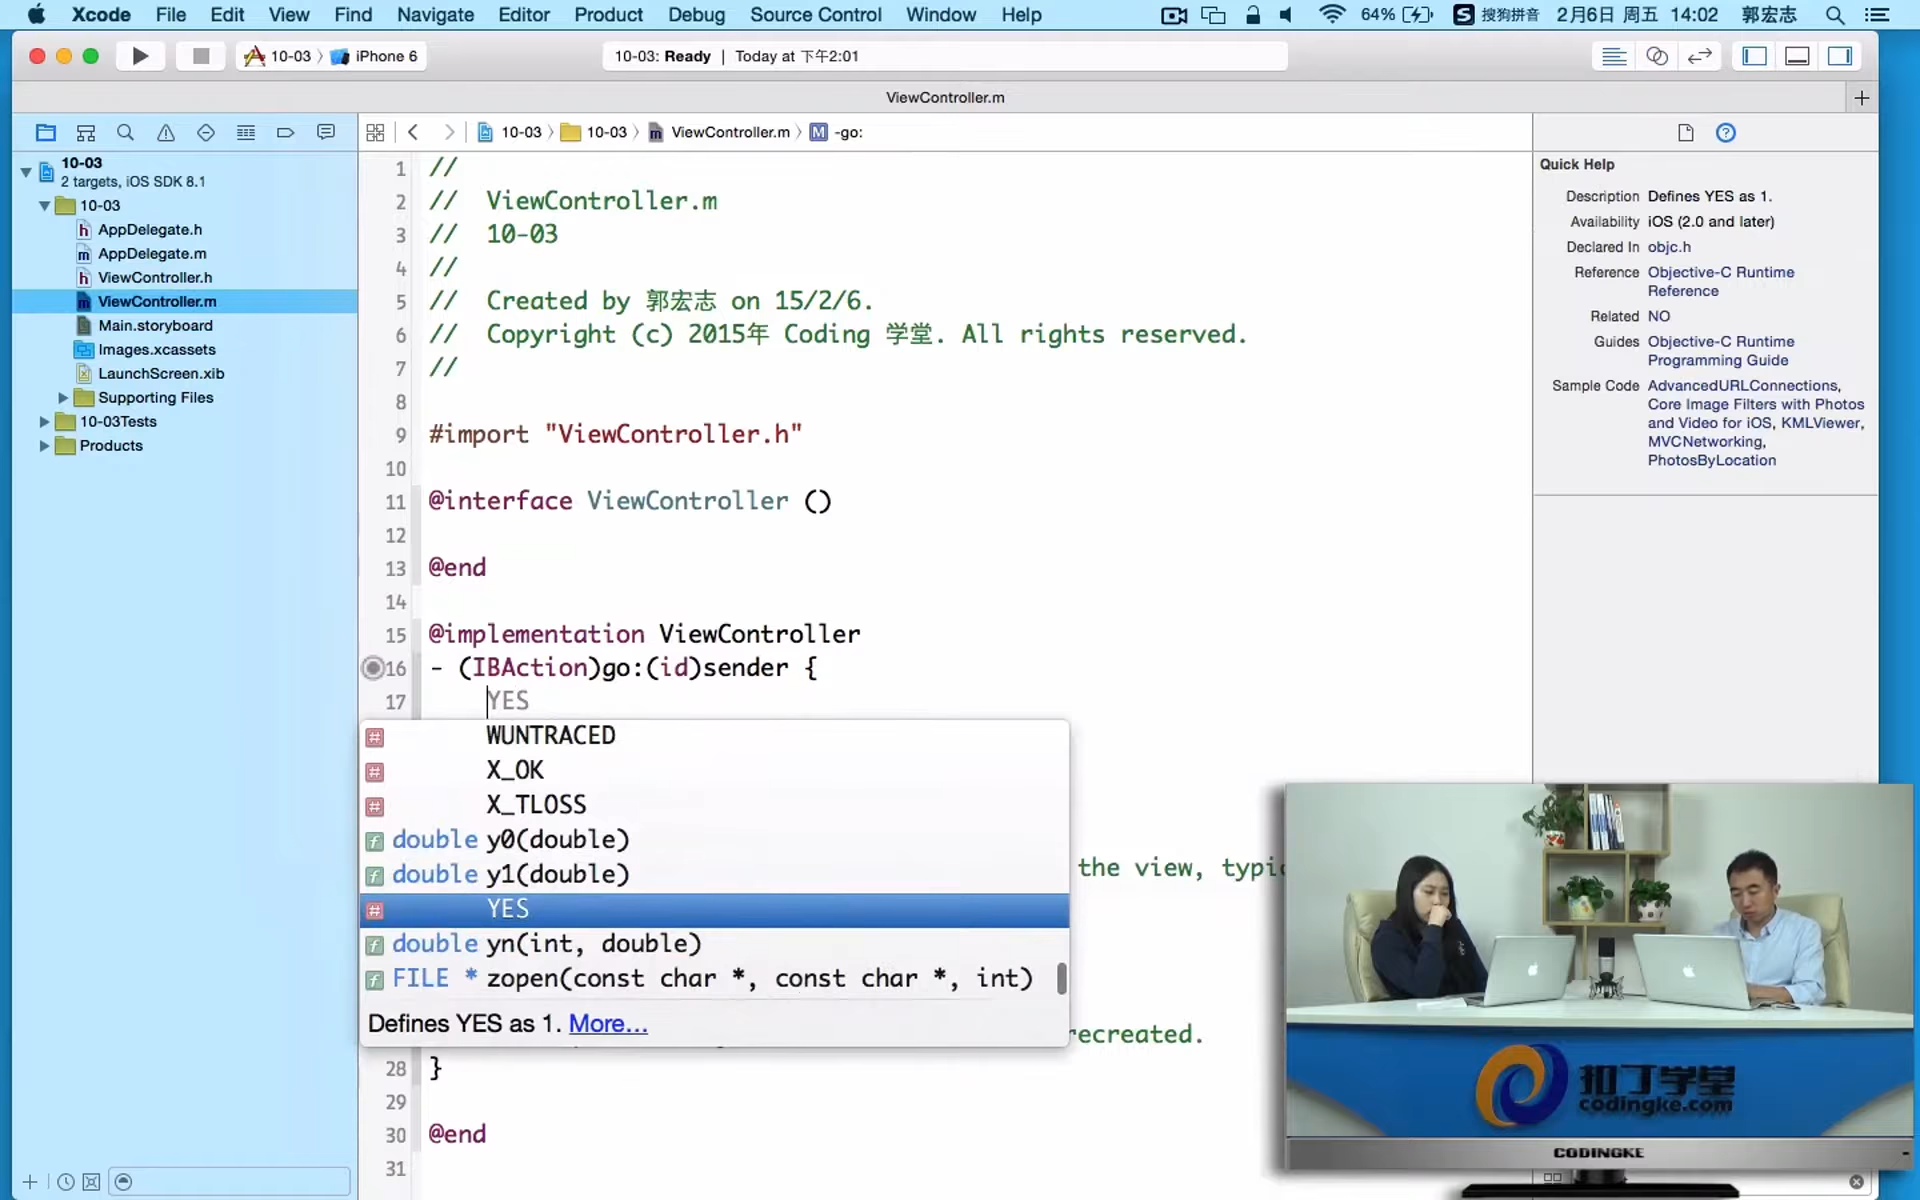 Xcode File Edit View Find Navigate Editor Product Debug Source Control Window Help 64% S 搜狗拼音 2月6日 周五 14:02 郭宏志
10-03 〉 iPhone 6
10-03: Ready | Today at 下午2:01
ViewController.m
10-03 〉 10-03 〉 m ViewController.m 〉 M -go:
10-03
2 targets, iOS SDK 8.1
10-03
h AppDelegate.h
m AppDelegate.m
h ViewController.h
m ViewController.m
Main.storyboard
Images.xcassets
LaunchScreen.xib
Supporting Files
10-03Tests
Products
1 //
2 //  ViewController.m
3 //  10-03
4 //
5 //  Created by 郭宏志 on 15/2/6.
6 //  Copyright (c) 2015年 Coding 学堂. All rights reserved.
7 //
8
9 #import "ViewController.h"
10
11 @interface ViewController ()
12
13 @end
14
15 @implementation ViewController
16 - (IBAction)go:(id)sender {
17 YES
# WUNTRACED
# X_OK
# X_TLOSS
f double y0(double)
f double y1(double)
the view, typic
# YES
f double yn(int, double)
f FILE * zopen(const char *, const char *, int)
Defines YES as 1. More...
recreated.
28 }
29
30 @end
31
Quick Help
Description Defines YES as 1.
Availability iOS (2.0 and later)
Declared In objc.h
Reference Objective-C Runtime
Reference
Related NO
Guides Objective-C Runtime
Programming Guide
Sample Code AdvancedURLConnections,
Core Image Filters with Photos
and Video for iOS, KMLViewer,
MVCNetworking,
PhotosByLocation
扣丁学堂
codingke.com
CODINGKE